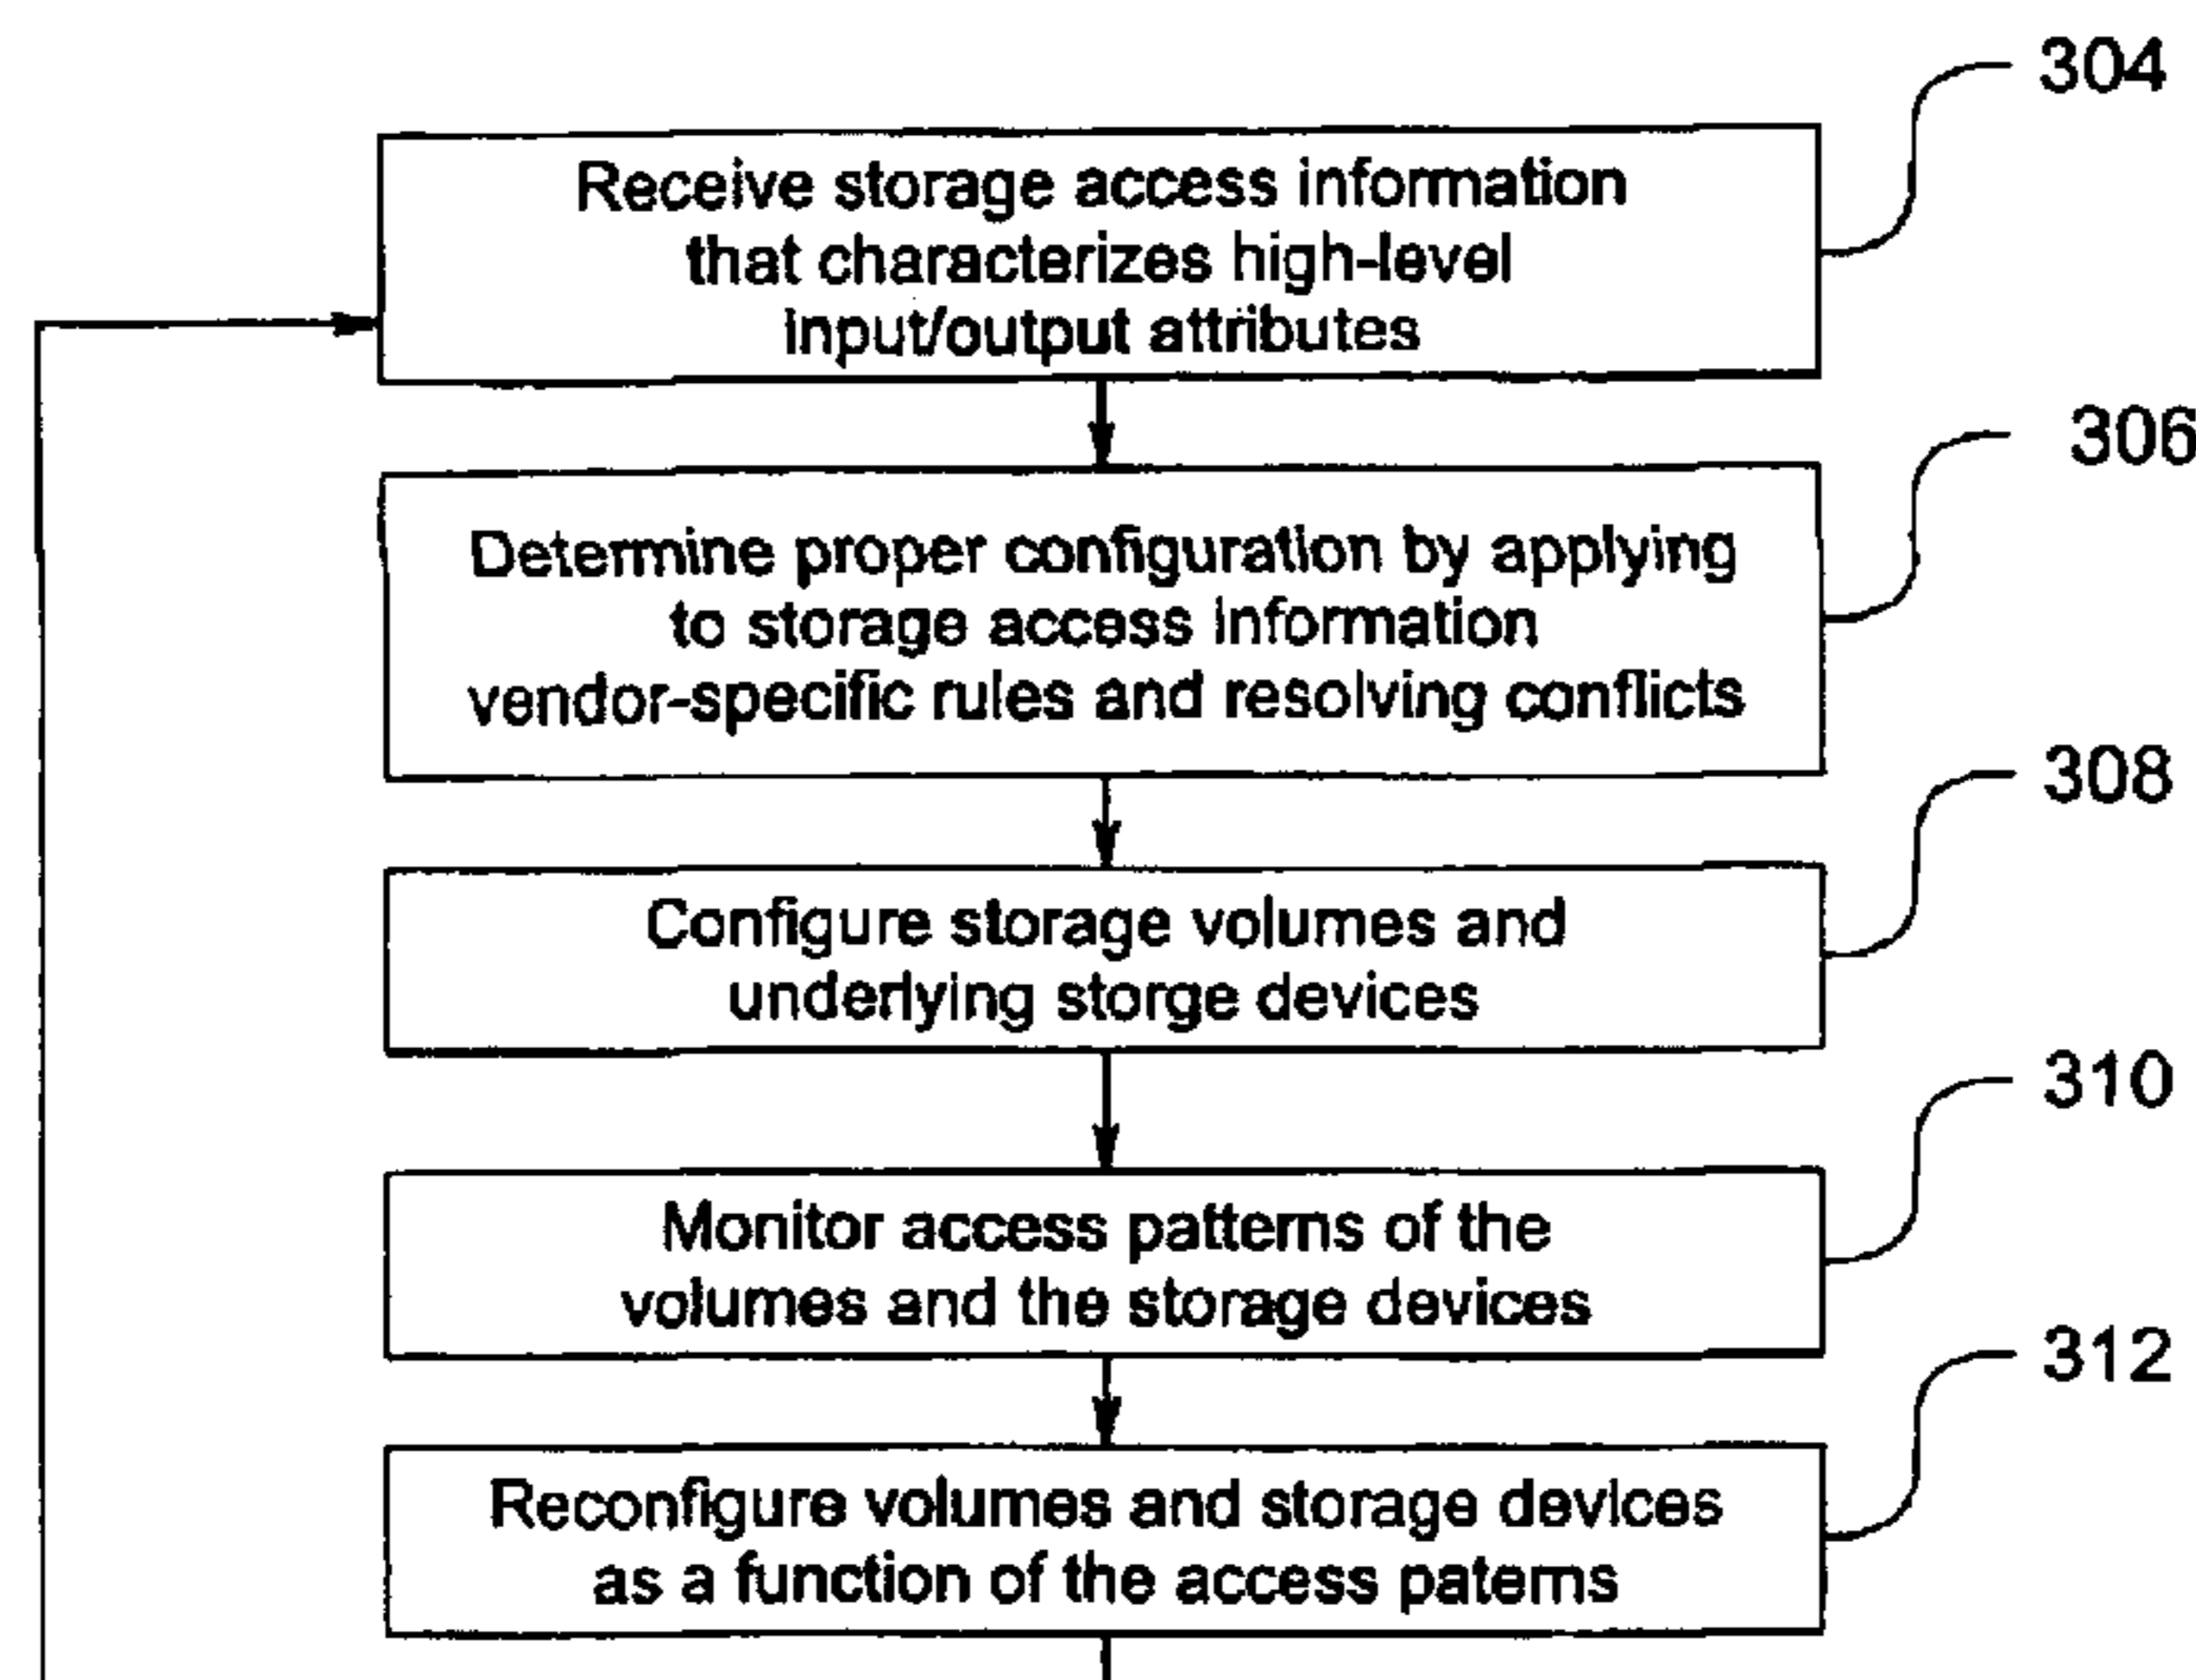 304
Receive storage access information
that characterizes high-level
input/output attributes
306
Determine proper configuration by applying
to storage access information
vendor-specific rules and resolving conflicts
308
Configure storage volumes and
underlying storge devices
310
Monitor access patterns of the
volumes and the storage devices
312
Reconfigure volumes and storage devices
as a function of the access paterns